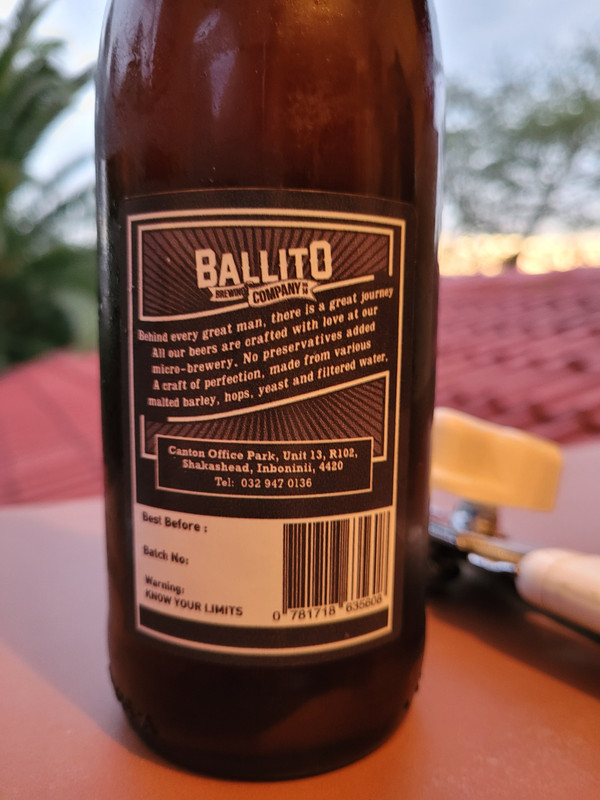 BALLITO
BREWING COMPANY
Behind every great man, there is a great journey
All our beers are crafted with love at our
micro-brewery. No preservatives added
A craft of perfection, made from various
malted barley, hops, yeast and filtered water.
Canton Office Park, Unit 13, R102,
Shakashead, Inboninii, 4420
Tel: 032 947 0136
Best Before :
Batch No:
Warning:
KNOW YOUR LIMITS
0 781718 635608